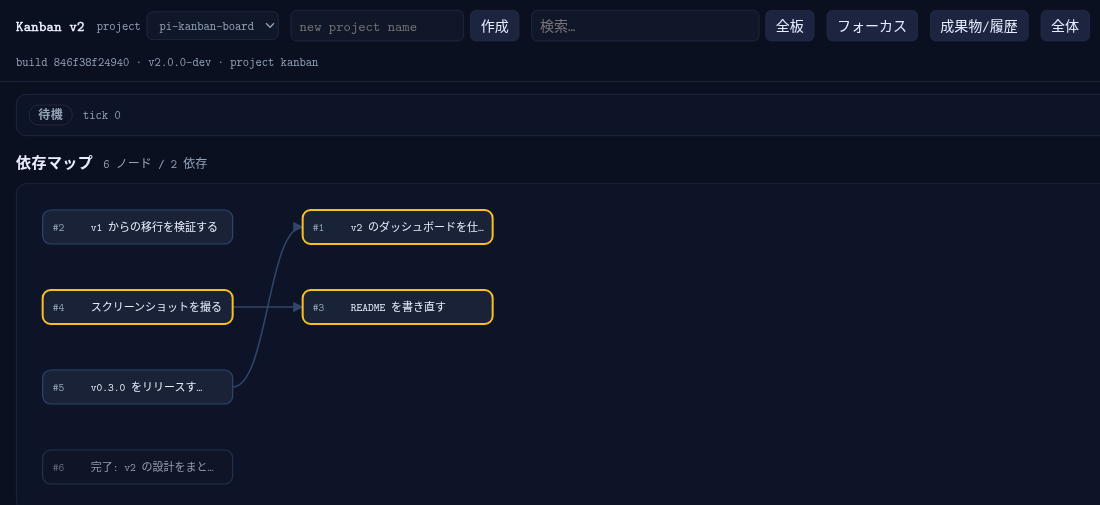 Kanban v2 project pi-kanban-board new project name 作成 検索… 全板 フォーカス 成果物/履歴 全体
build 846f38f24940 · v2.0.0-dev · project kanban
待機 tick 0
依存マップ 6 ノード / 2 依存
#2 v1 からの移行を検証する
#1 v2 のダッシュボードを仕…
#4 スクリーンショットを撮る
#3 README を書き直す
#5 v0.3.0 をリリースす…
#6 完了: v2 の設計をまと…